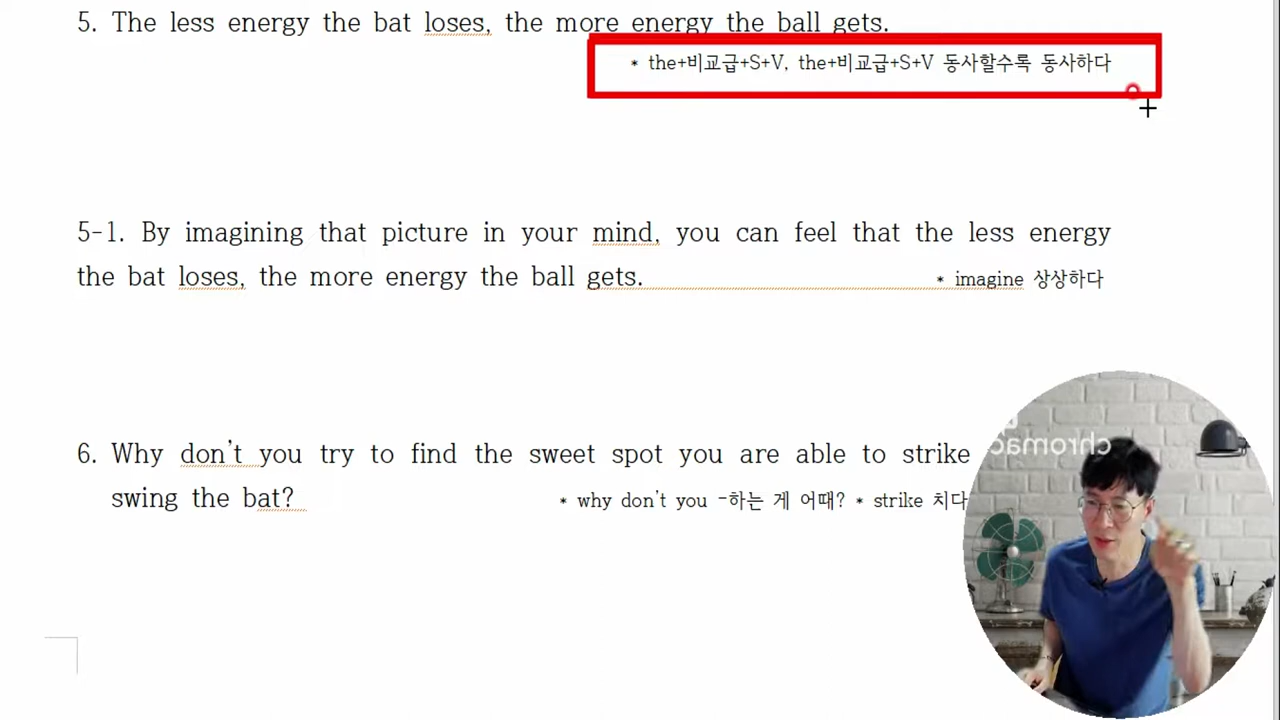 5. The less energy the bat loses, the more energy the ball gets.
* the+비교급+S+V, the+비교급+S+V 동사할수록 동사하다
5-1. By imagining that picture in your mind, you can feel that the less energy
the bat loses, the more energy the ball gets. * imagine 상상하다
6. Why don't you try to find the sweet spot you are able to strike
swing the bat? * why don't you -하는 게 어때? * strike 치다